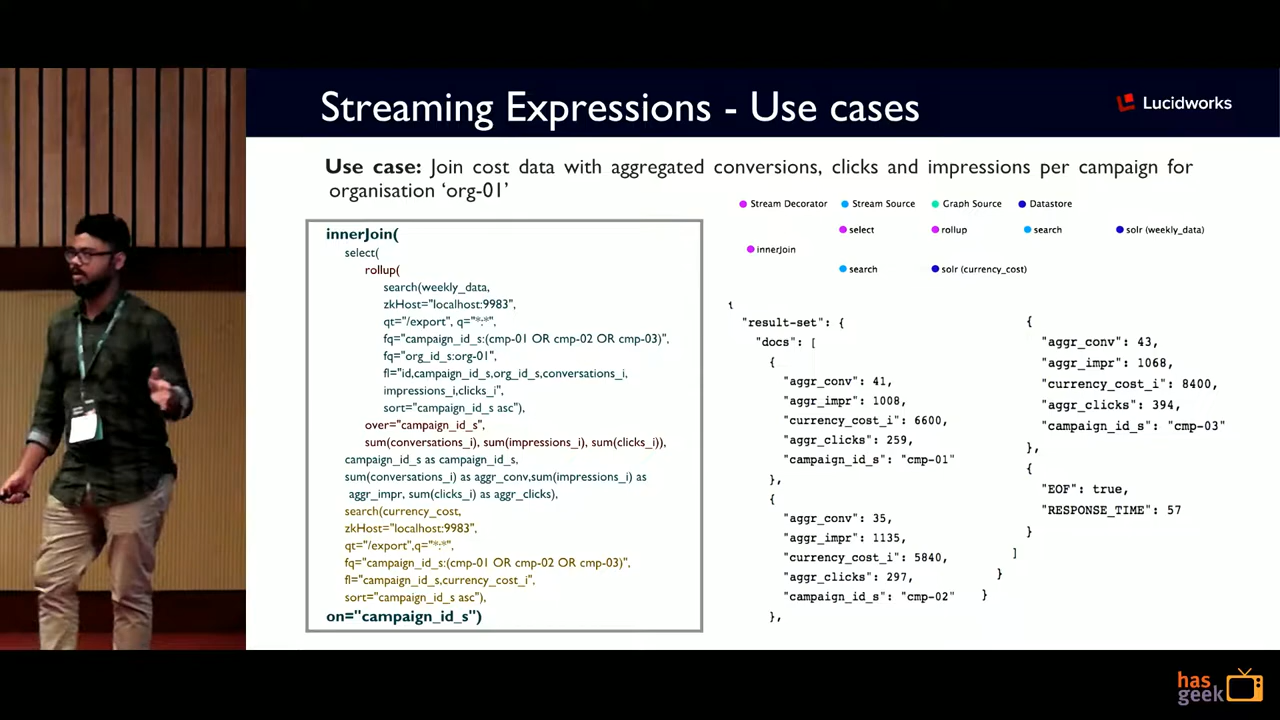 Streaming Expressions - Use cases
Lucidworks
Use case: Join cost data with aggregated conversions, clicks and impressions per campaign for
organisation ‘org-01’
innerJoin(
select(
rollup(
search(weekly_data,
zkHost="localhost:9983",
qt="/export", q="*:*",
fq="campaign_id_s:(cmp-01 OR cmp-02 OR cmp-03)",
fq="org_id_s:org-01",
fl="id,campaign_id_s,org_id_s,conversations_i,
impressions_i,clicks_i",
sort="campaign_id_s asc"),
over="campaign_id_s",
sum(conversations_i), sum(impressions_i), sum(clicks_i)),
campaign_id_s as campaign_id_s,
sum(conversations_i) as aggr_conv,sum(impressions_i) as
aggr_impr, sum(clicks_i) as aggr_clicks),
search(currency_cost,
zkHost="localhost:9983",
qt="/export",q="*:*",
fq="campaign_id_s:(cmp-01 OR cmp-02 OR cmp-03)",
fl="campaign_id_s,currency_cost_i",
sort="campaign_id_s asc"),
on="campaign_id_s")
Stream Decorator Stream Source Graph Source Datastore
select rollup search solr (weekly_data)
innerJoin
search solr (currency_cost)
{
"result-set": {
"docs": [
{
"aggr_conv": 41,
"aggr_impr": 1008,
"currency_cost_i": 6600,
"aggr_clicks": 259,
"campaign_id_s": "cmp-01"
},
{
"aggr_conv": 35,
"aggr_impr": 1135,
"currency_cost_i": 5840,
"aggr_clicks": 297,
"campaign_id_s": "cmp-02"
},
{
"aggr_conv": 43,
"aggr_impr": 1068,
"currency_cost_i": 8400,
"aggr_clicks": 394,
"campaign_id_s": "cmp-03"
},
{
"EOF": true,
"RESPONSE_TIME": 57
}
]
}
}
has
geek